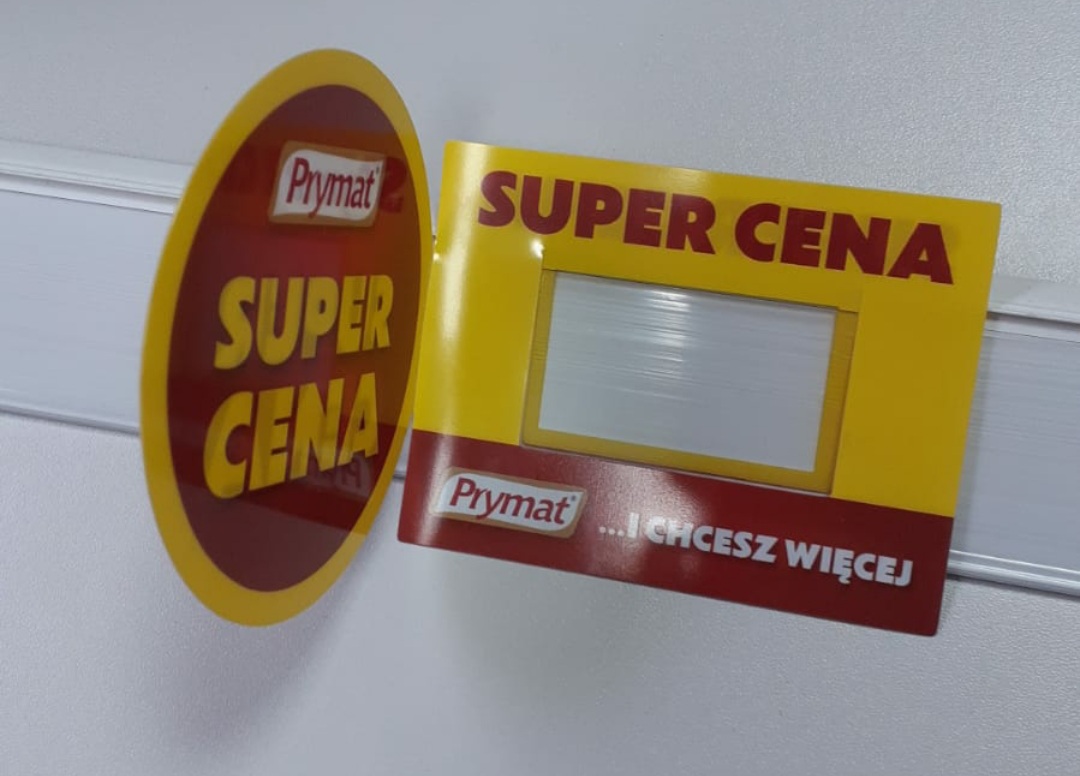 Prymat
SUPER
CENA
SUPER CENA
Prymat
...I CHCESZ WIĘCEJ